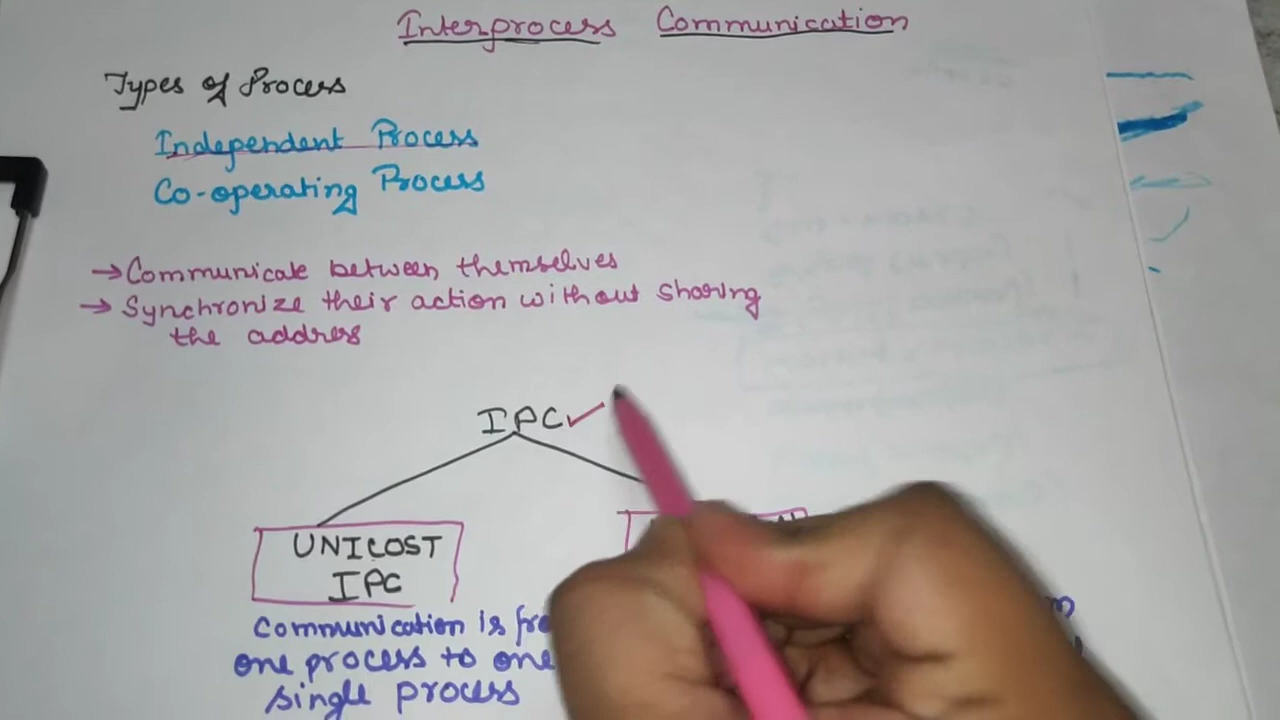 Interprocess Communication
Types of Process
Independent Process
Co-operating Process
→ Communicate between themselves
→ Synchronize their action without sharing
the address
IPC ✓
UNICOST
IPC
communication is
one process to one
single process